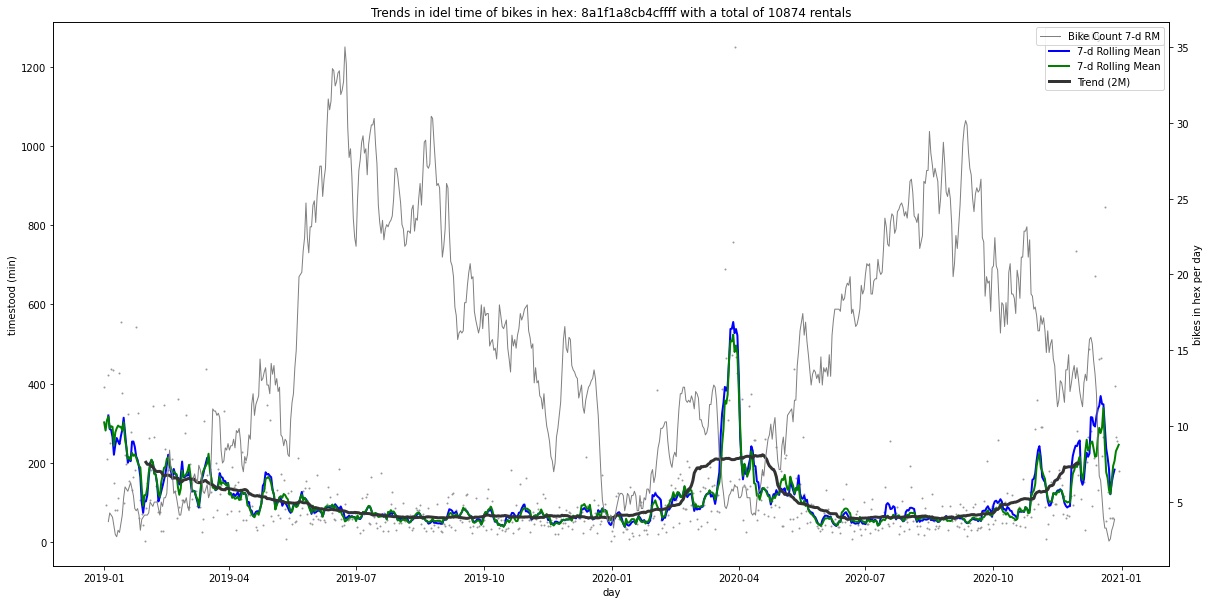 Trends in idel time of bikes in hex: 8a1f1a8cb4cffff with a total of 10874 rentals
Bike Count 7-d RM
7-d Rolling Mean
7-d Rolling Mean
Trend (2M)
timestood (min)
1200
1000
800
600
400
200
0
35
30
25
20
15
10
5
bikes in hex per day
2019-01 2019-04 2019-07 2019-10 2020-01 2020-04 2020-07 2020-10 2021-01
day